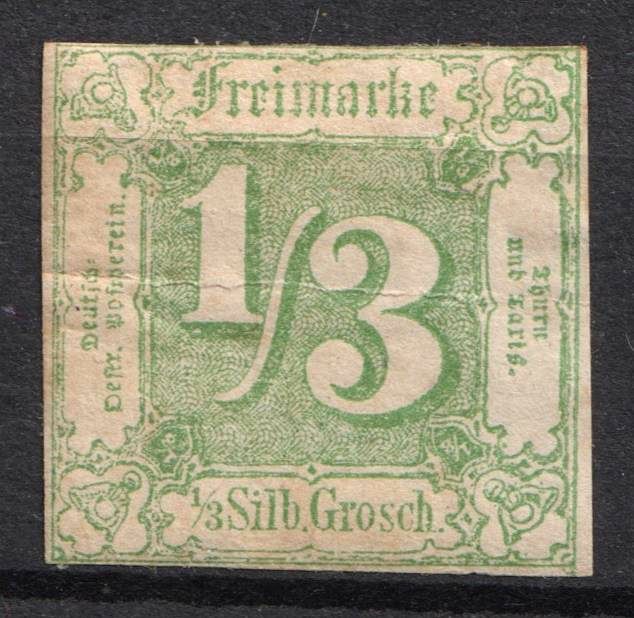 Freimarke
Deutsch-
Oestr. Postverein.
1/3
Thurn
und Taxis.
1/3 Silb. Grosch.